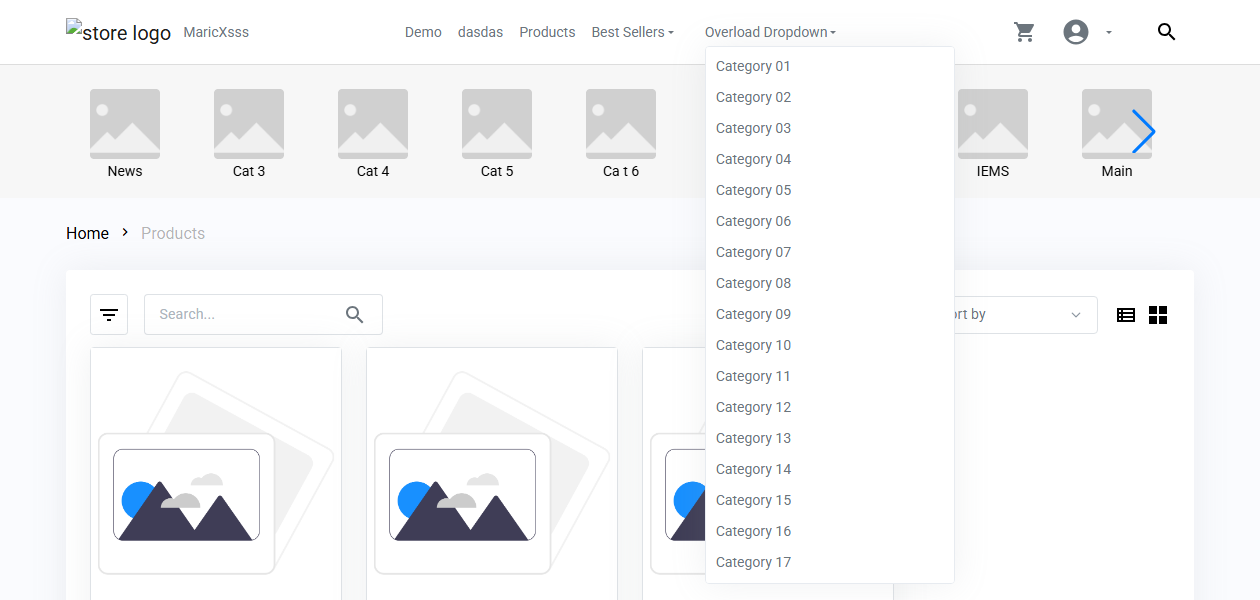 store logo MaricXsss Demo dasdas Products Best Sellers Overload Dropdown
Category 01
Category 02
Category 03
Category 04
Category 05
Category 06
Category 07
Category 08
Category 09
Category 10
Category 11
Category 12
Category 13
Category 14
Category 15
Category 16
Category 17
News Cat 3 Cat 4 Cat 5 Ca t 6 IEMS Main
Home Products
Search... ort by